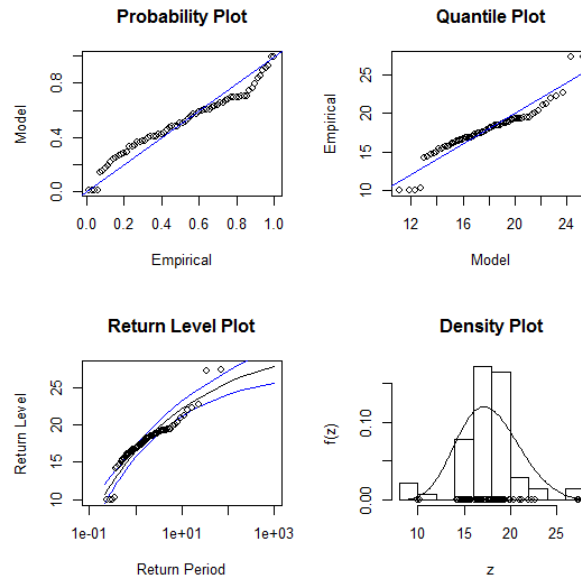 Probability Plot
Model
0.0 0.4 0.8
0.0 0.2 0.4 0.6 0.8 1.0
Empirical
Quantile Plot
Empirical
10 15 20 25
12 16 20 24
Model
Return Level Plot
Return Level
10 15 20 25
1e-01 1e+01 1e+03
Return Period
Density Plot
f(z)
0.00 0.10
10 15 20 25
z